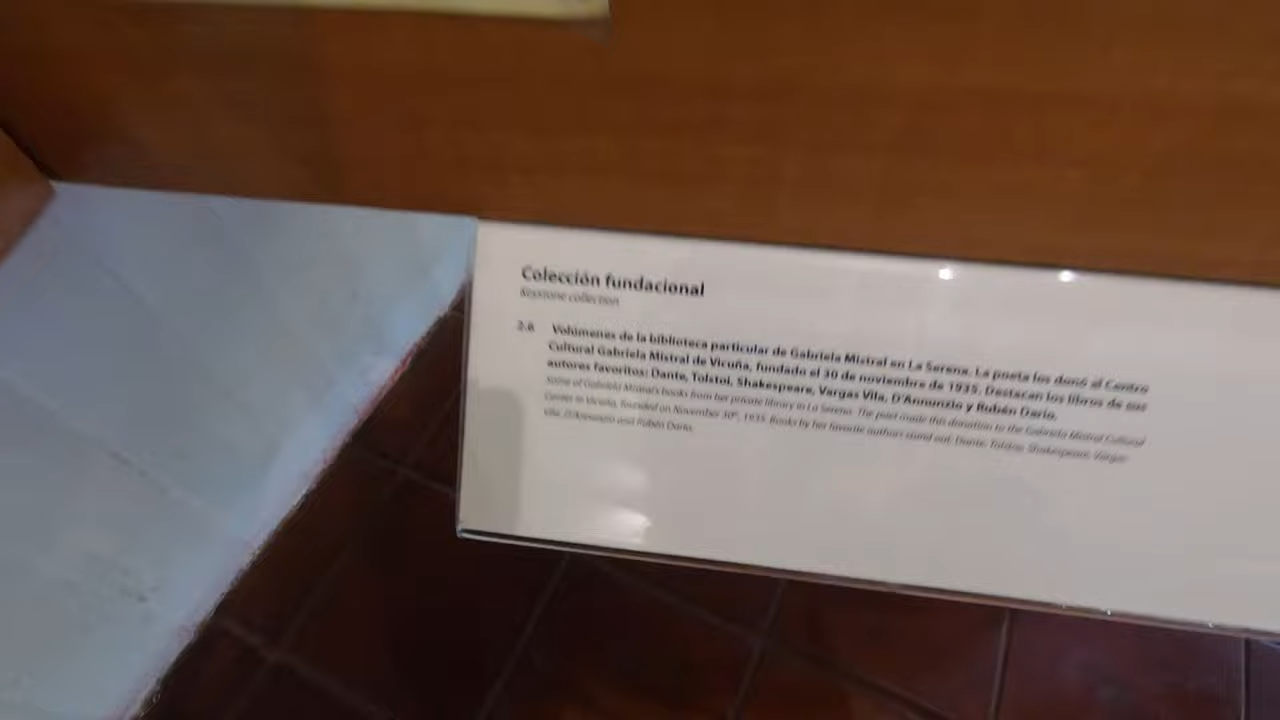 Colección fundacional
Keystone collection
2.6 Volúmenes de la biblioteca particular de Gabriela Mistral en La Serena. La poeta los donó al Centro
Cultural Gabriela Mistral de Vicuña, fundado el 30 de noviembre de 1935. Destacan los libros de sus
autores favoritos: Dante, Tolstoi, Shakespeare, Vargas Vila, D'Annunzio y Rubén Darío.
Some of Gabriela Mistral's books from her private library in La Serena. The poet made this donation to the Gabriela Mistral Cultural
Center in Vicuña, founded on November 30th, 1935. Books by her favorite authors stand out: Dante, Tolstoy, Shakespeare, Vargas
Vila, D'Annunzio and Rubén Darío.